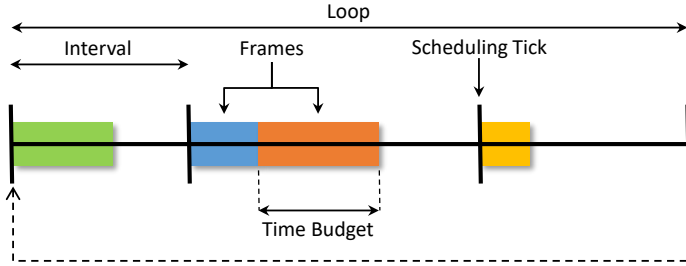 Loop
Interval
Frames
Scheduling Tick
Time Budget